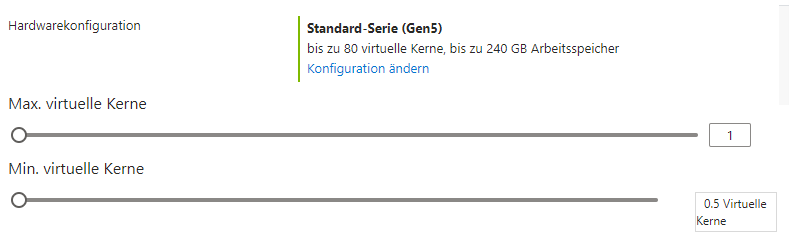 Hardwarekonfiguration
Standard-Serie (Gen5)
bis zu 80 virtuelle Kerne, bis zu 240 GB Arbeitsspeicher
Konfiguration ändern
Max. virtuelle Kerne
1
Min. virtuelle Kerne
0.5 Virtuelle
Kerne